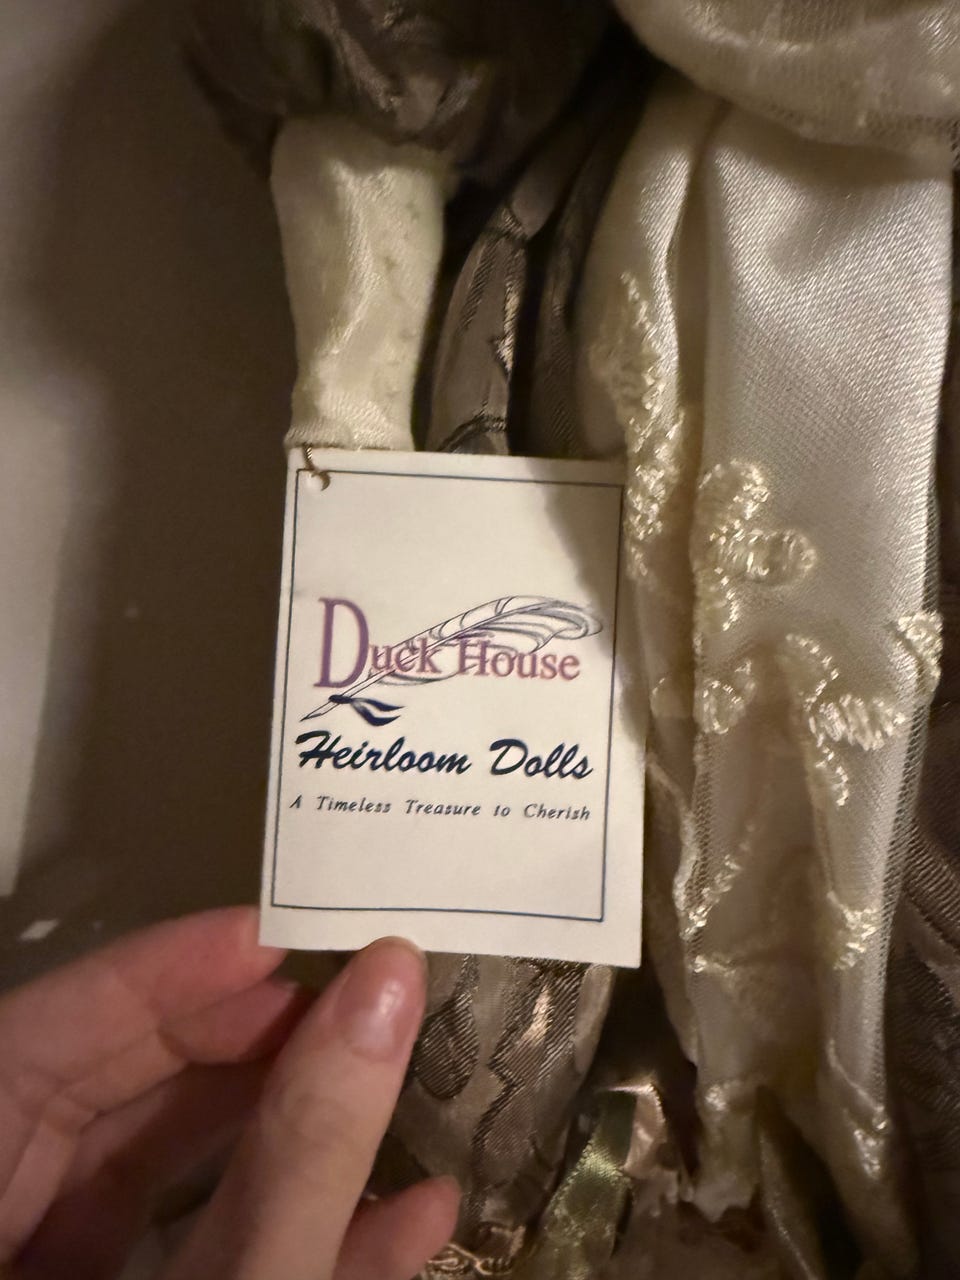 Duck House
Heirloom Dolls
A Timeless Treasure to Cherish